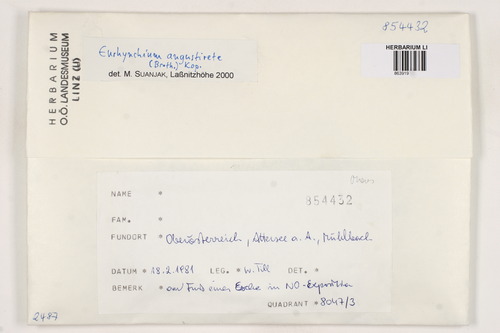 HERBARIUM
O.Ö. LANDESMUSEUM
LINZ (LI)
Eurhynchium angustirete
(Broth.) Kop.
det. M. SUANJAK, Laßnitzhöhe 2000
854432
HERBARIUM LI
863919
854432
NAME *
FAM. *
FUNDORT * Oberösterreich, Attersee a. A., Mühlbach
DATUM * 18.2.1981 LEG. * W. Till DET. *
BEMERK * am Fuß einer Esche in NO-Exposition
QUADRANT * 8047/3
2487